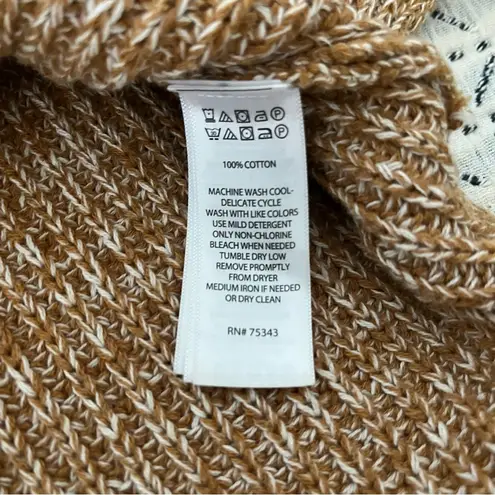 100% COTTON
MACHINE WASH COOL-
DELICATE CYCLE
WASH WITH LIKE COLORS
USE MILD DETERGENT
ONLY NON-CHLORINE
BLEACH WHEN NEEDED
TUMBLE DRY LOW
REMOVE PROMPTLY
FROM DRYER
MEDIUM IRON IF NEEDED
OR DRY CLEAN
RN# 75343